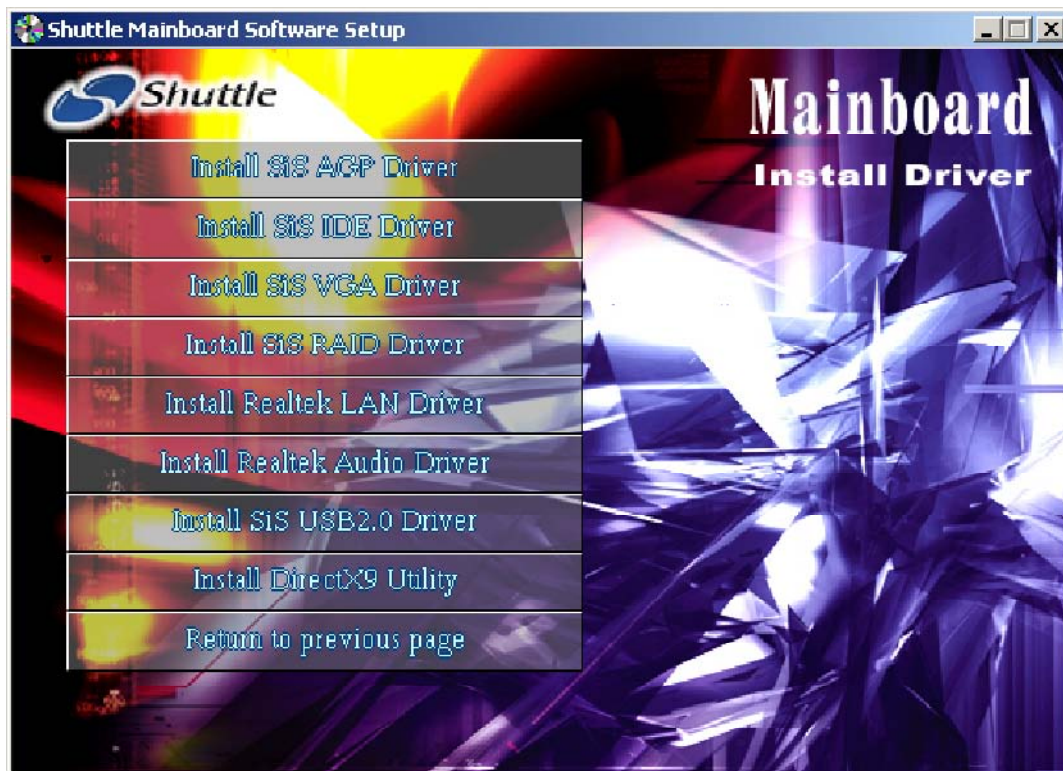 Shuttle Mainboard Software Setup
Shuttle
Mainboard
Install Driver
Install SiS AGP Driver
Install SiS IDE Driver
Install SiS VGA Driver
Install SiS RAID Driver
Install Realtek LAN Driver
Install Realtek Audio Driver
Install SiS USB2.0 Driver
Install DirectX9 Utility
Return to previous page